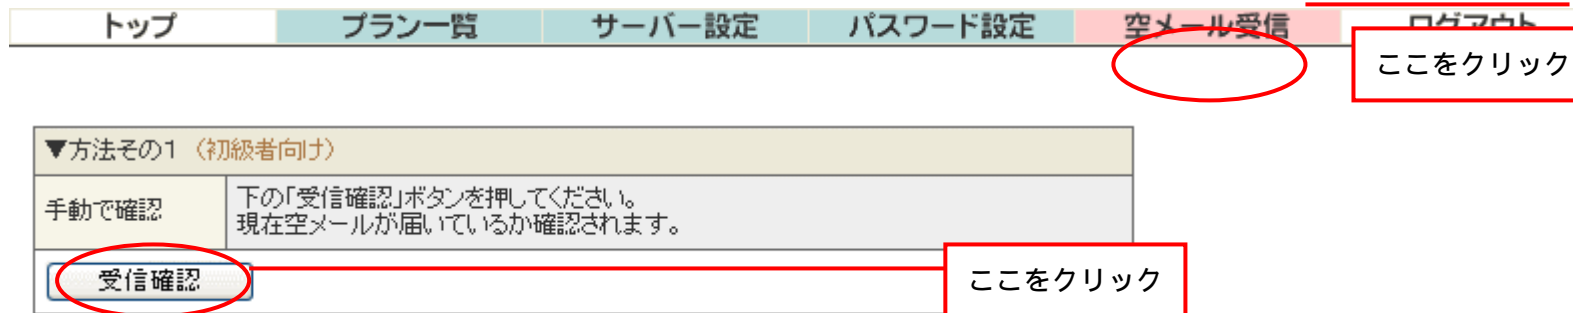 トップ プラン一覧 サーバー設定 パスワード設定 空メール受信 ログアウト
ここをクリック
▼方法その1（初級者向け）
手動で確認
下の「受信確認」ボタンを押してください。
現在空メールが届いているか確認されます。
受信確認
ここをクリック